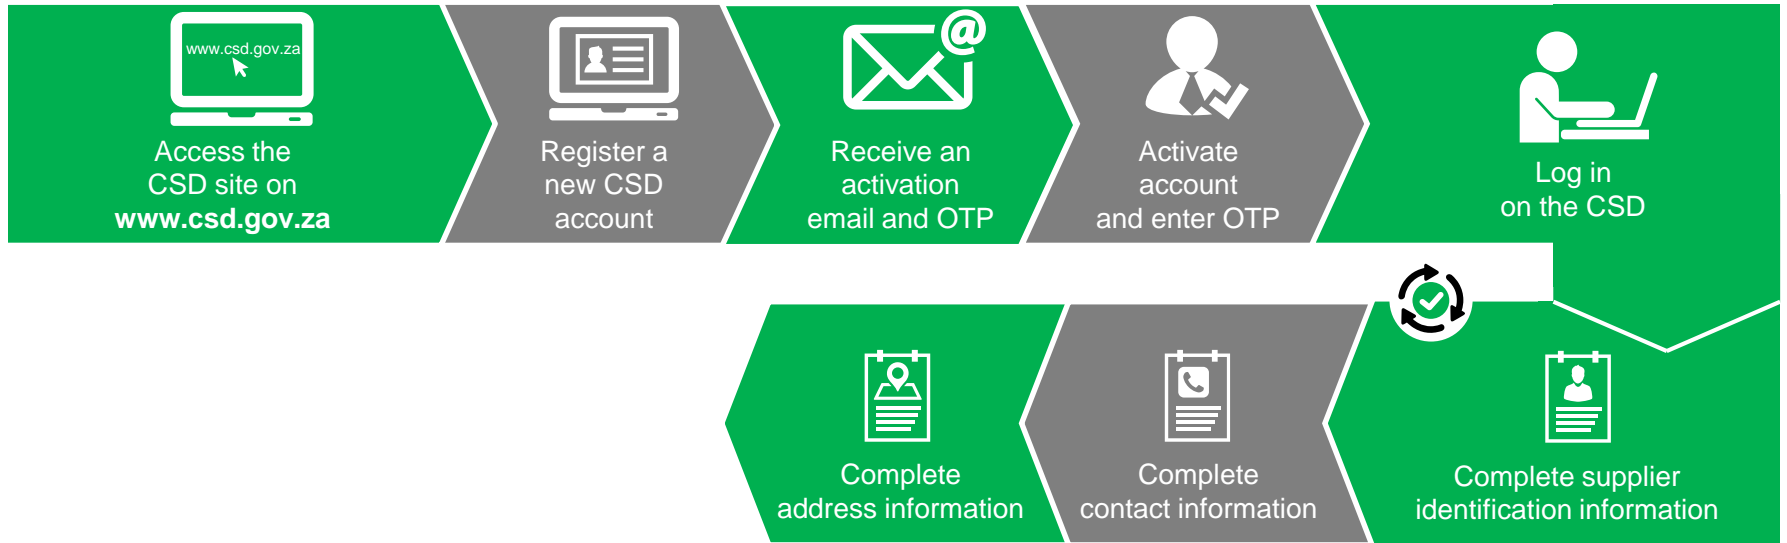 www.csd.gov.za
Access the
CSD site on
www.csd.gov.za
Register a
new CSD
account
@
Receive an
activation
email and OTP
Activate
account
and enter OTP
Log in
on the CSD
Complete supplier
identification information
Complete
contact information
Complete
address information